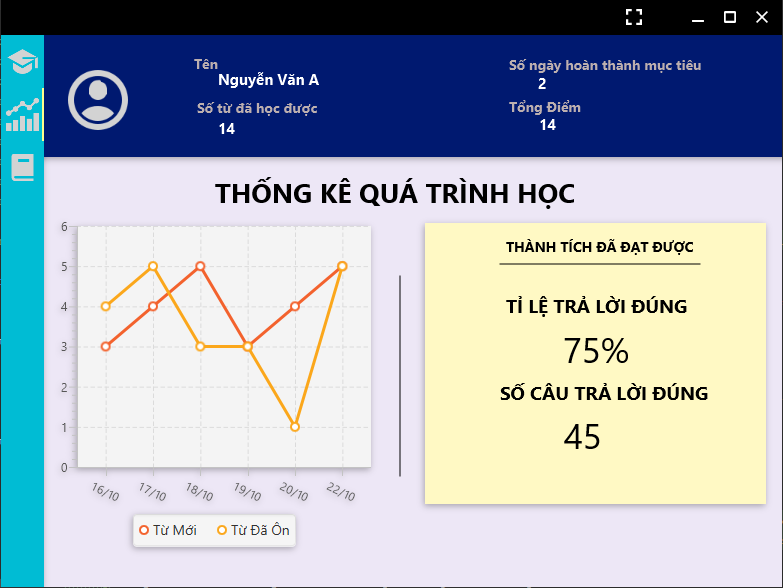 Tên
Nguyễn Văn A
Số từ đã học được
14
Số ngày hoàn thành mục tiêu
2
Tổng Điểm
14
THỐNG KÊ QUÁ TRÌNH HỌC
6
5
4
3
2
1
0
16/10
17/10
18/10
19/10
20/10
22/10
Từ Mới
Từ Đã Ôn
THÀNH TÍCH ĐÃ ĐẠT ĐƯỢC
TỈ LỆ TRẢ LỜI ĐÚNG
75%
SỐ CÂU TRẢ LỜI ĐÚNG
45